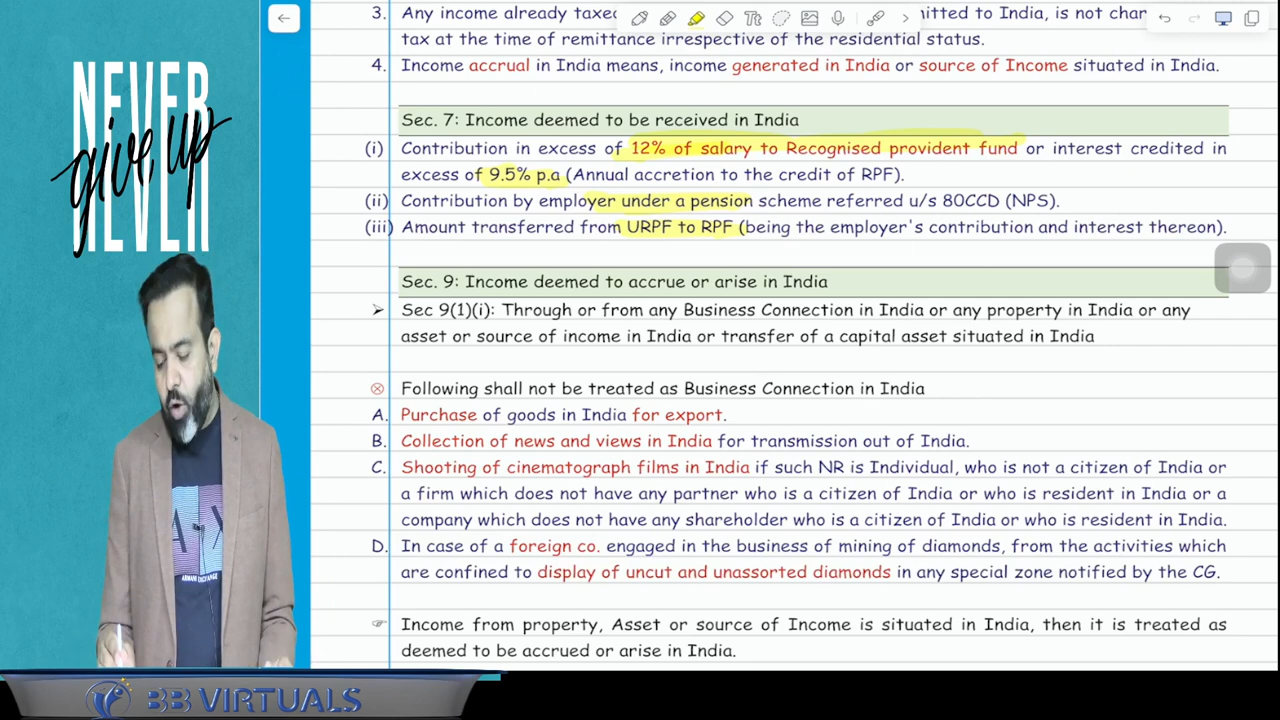 NEVER
give up
NEVER
3. Any income already taxed
mitted to India, is not char
tax at the time of remittance irrespective of the residential status.
4. Income accrual in India means, income generated in India or source of Income situated in India.
Sec. 7: Income deemed to be received in India
(i) Contribution in excess of 12% of salary to Recognised provident fund or interest credited in
excess of 9.5% p.a (Annual accretion to the credit of RPF).
(ii) Contribution by employer under a pension scheme referred u/s 80CCD (NPS).
(iii) Amount transferred from URPF to RPF (being the employer's contribution and interest thereon).
Sec. 9: Income deemed to accrue or arise in India
➢ Sec 9(1)(i): Through or from any Business Connection in India or any property in India or any
asset or source of income in India or transfer of a capital asset situated in India
⊗ Following shall not be treated as Business Connection in India
A. Purchase of goods in India for export.
B. Collection of news and views in India for transmission out of India.
C. Shooting of cinematograph films in India if such NR is Individual, who is not a citizen of India or
a firm which does not have any partner who is a citizen of India or who is resident in India or a
company which does not have any shareholder who is a citizen of India or who is resident in India.
D. In case of a foreign co. engaged in the business of mining of diamonds, from the activities which
are confined to display of uncut and unassorted diamonds in any special zone notified by the CG.
☞ Income from property, Asset or source of Income is situated in India, then it is treated as
deemed to be accrued or arise in India.
A X
ARMANI EXCHANGE
BB VIRTUALS